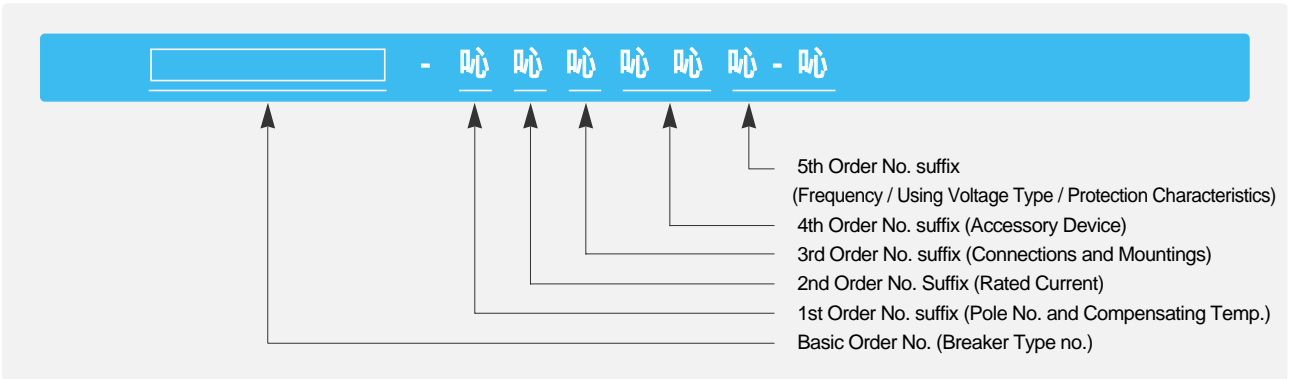 5th Order No. suffix
(Frequency / Using Voltage Type / Protection Characteristics)
4th Order No. suffix (Accessory Device)
3rd Order No. suffix (Connections and Mountings)
2nd Order No. Suffix (Rated Current)
1st Order No. suffix (Pole No. and Compensating Temp.)
Basic Order No. (Breaker Type no.)